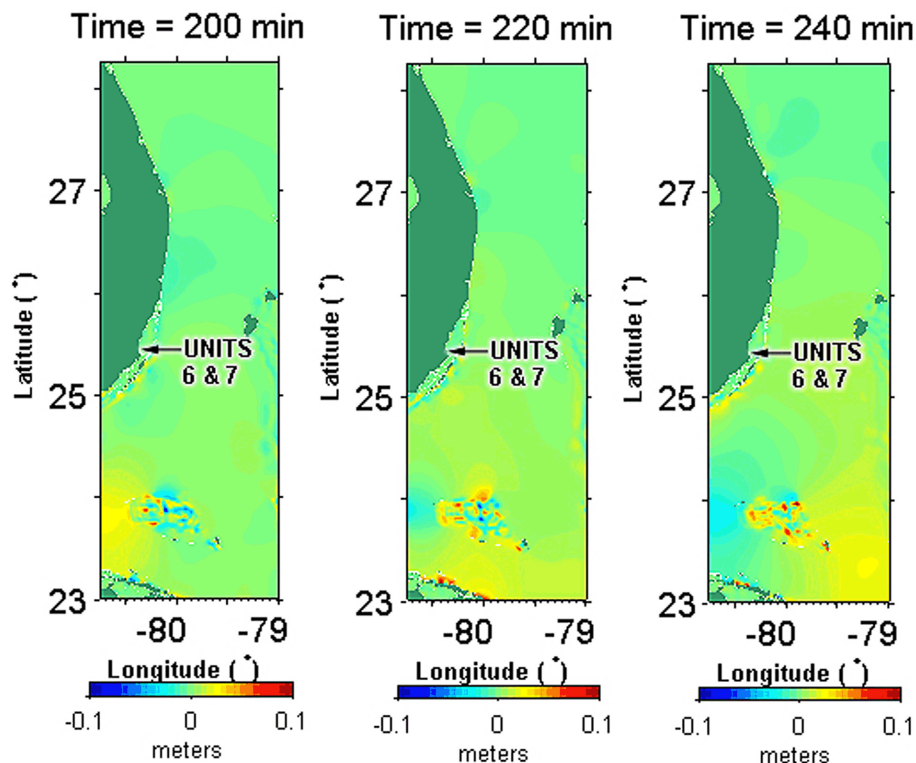 Time = 200 min
Time = 220 min
Time = 240 min
27
25
23
Latitude (°)
UNITS
6 & 7
-80
-79
Longitude (°)
-0.1
0
0.1
meters
27
25
23
Latitude (°)
UNITS
6 & 7
-80
-79
Longitude (°)
-0.1
0
0.1
meters
27
25
23
Latitude (°)
UNITS
6 & 7
-80
-79
Longitude (°)
-0.1
0
0.1
meters